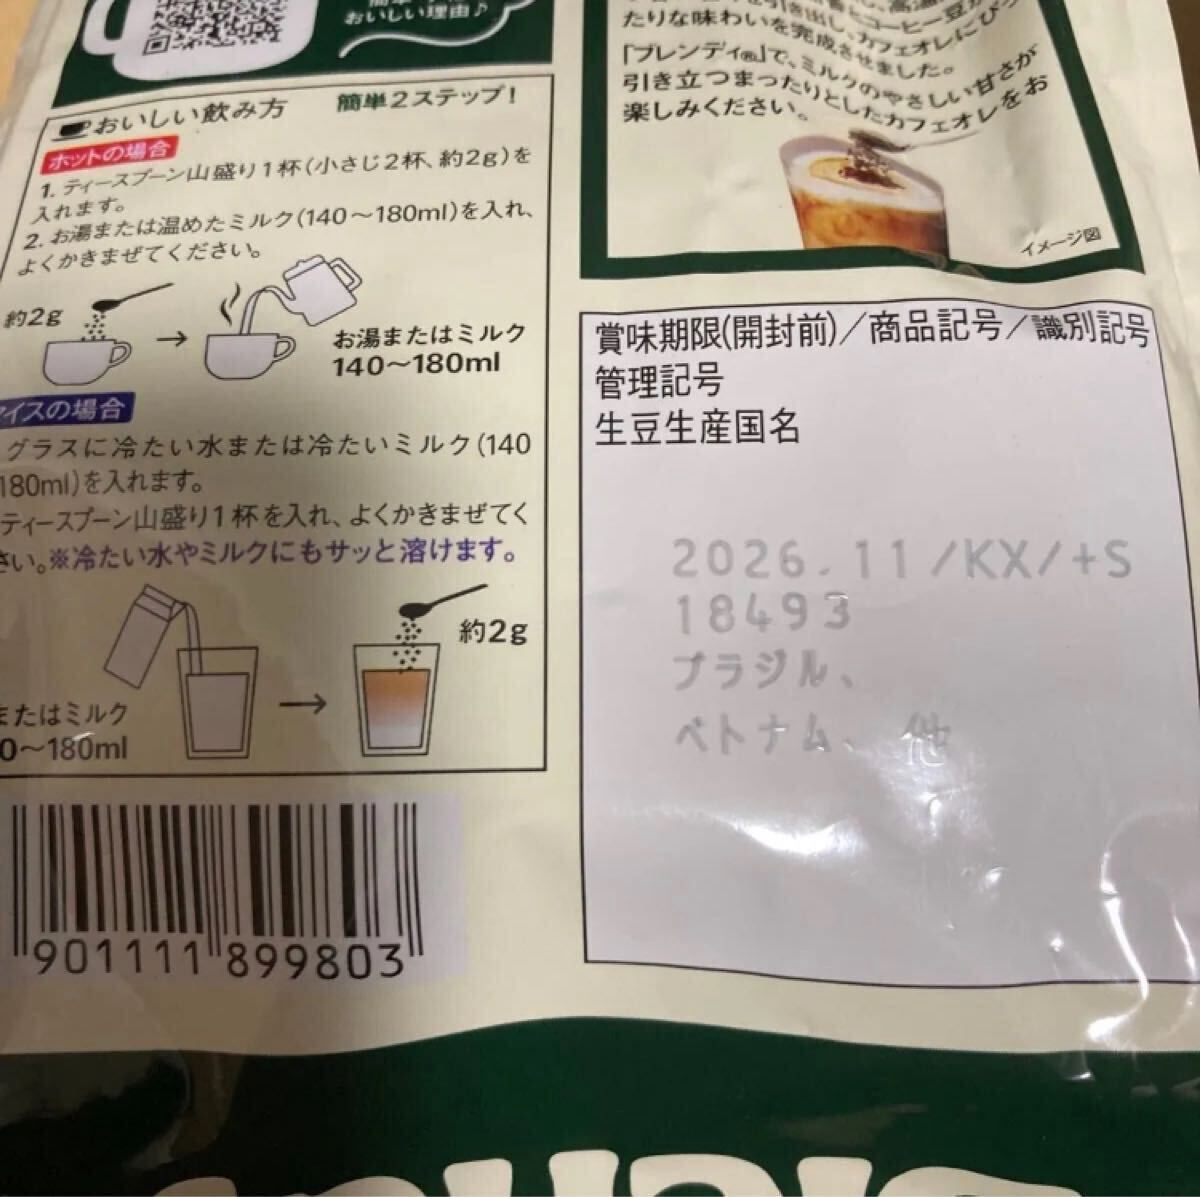 おいしい理由♪
たりな味わいを完成させました。
「ブレンディ®」で、ミルクのやさしい甘さが
引き立つまったりとしたカフェオレをお
楽しみください。
イメージ図
おいしい飲み方 簡単2ステップ!
ホットの場合
1. ティースプーン山盛り1杯(小さじ2杯、約2g)を
入れます。
2. お湯または温めたミルク(140～180ml)を入れ、
よくかきまぜてください。
約2g
お湯またはミルク
140～180ml
アイスの場合
グラスに冷たい水または冷たいミルク(140
180ml)を入れます。
ティースプーン山盛り1杯を入れ、よくかきまぜてく
さい。※冷たい水やミルクにもサッと溶けます。
約2g
またはミルク
0～180ml
901111 899803
賞味期限(開封前)／商品記号／識別記号
管理記号
生豆生産国名
2026.11/KX/+S
18493
ブラジル、
ベトナム、他